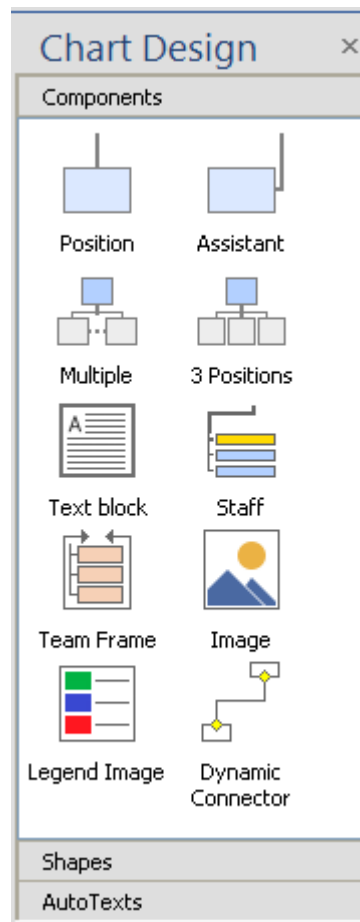 Chart Design
Components
Position
Assistant
Multiple
3 Positions
A
Text block
Staff
Team Frame
Image
Legend Image
Dynamic
Connector
Shapes
AutoTexts